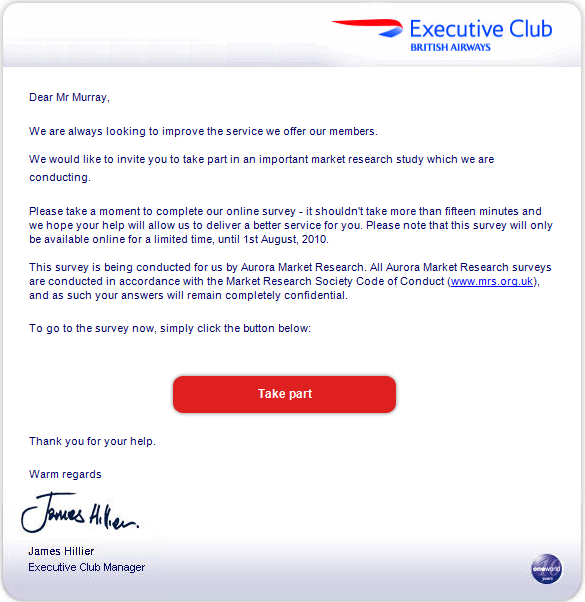 Executive Club
BRITISH AIRWAYS
Dear Mr Murray,
We are always looking to improve the service we offer our members.
We would like to invite you to take part in an important market research study which we are
conducting.
Please take a moment to complete our online survey - it shouldn't take more than fifteen minutes and
we hope your help will allow us to deliver a better service for you. Please note that this survey will only
be available online for a limited time, until 1st August, 2010.
This survey is being conducted for us by Aurora Market Research. All Aurora Market Research surveys
are conducted in accordance with the Market Research Society Code of Conduct (www.mrs.org.uk),
and as such your answers will remain completely confidential.
To go to the survey now, simply click the button below:
Take part
Thank you for your help.
Warm regards
James Hillier.
James Hillier
Executive Club Manager
oneworld
10
years